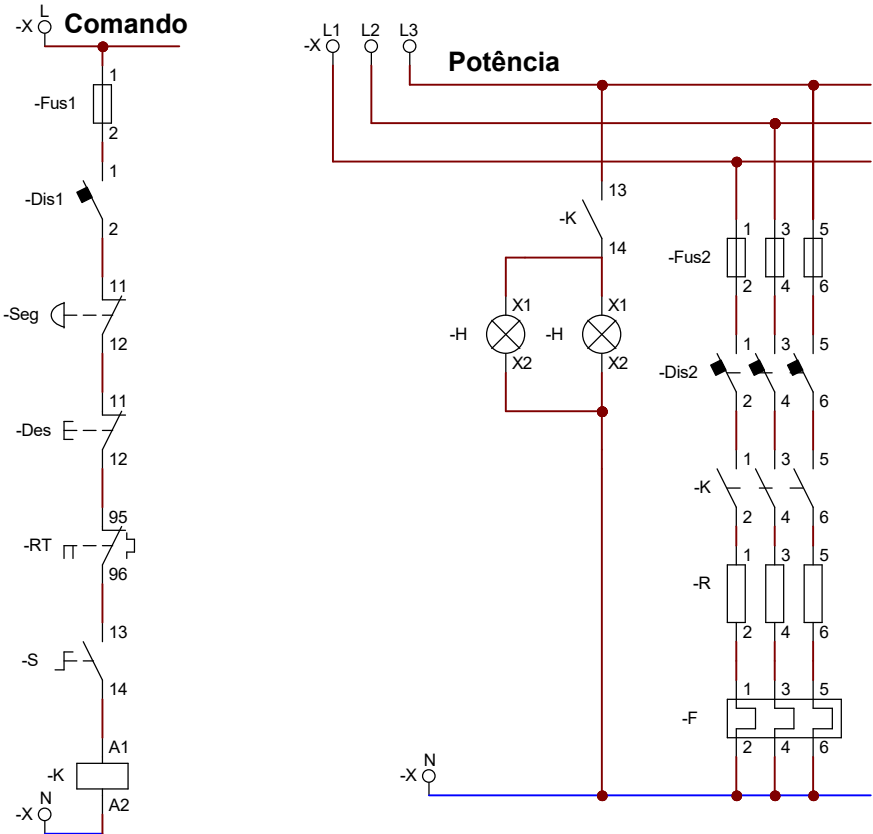 Comando
L
-X
1
-Fus1
2
1
-Dis1
2
11
-Seg
12
11
-Des
12
95
-RT
96
13
-S
14
A1
-K
A2
N
-X
Potência
L1 L2 L3
-X
13
-K
14
X1 X1
-H -H
X2 X2
1 3 5
-Fus2
2 4 6
1 3 5
-Dis2
2 4 6
1 3 5
-K
2 4 6
1 3 5
-R
2 4 6
1 3 5
-F
2 4 6
N
-X